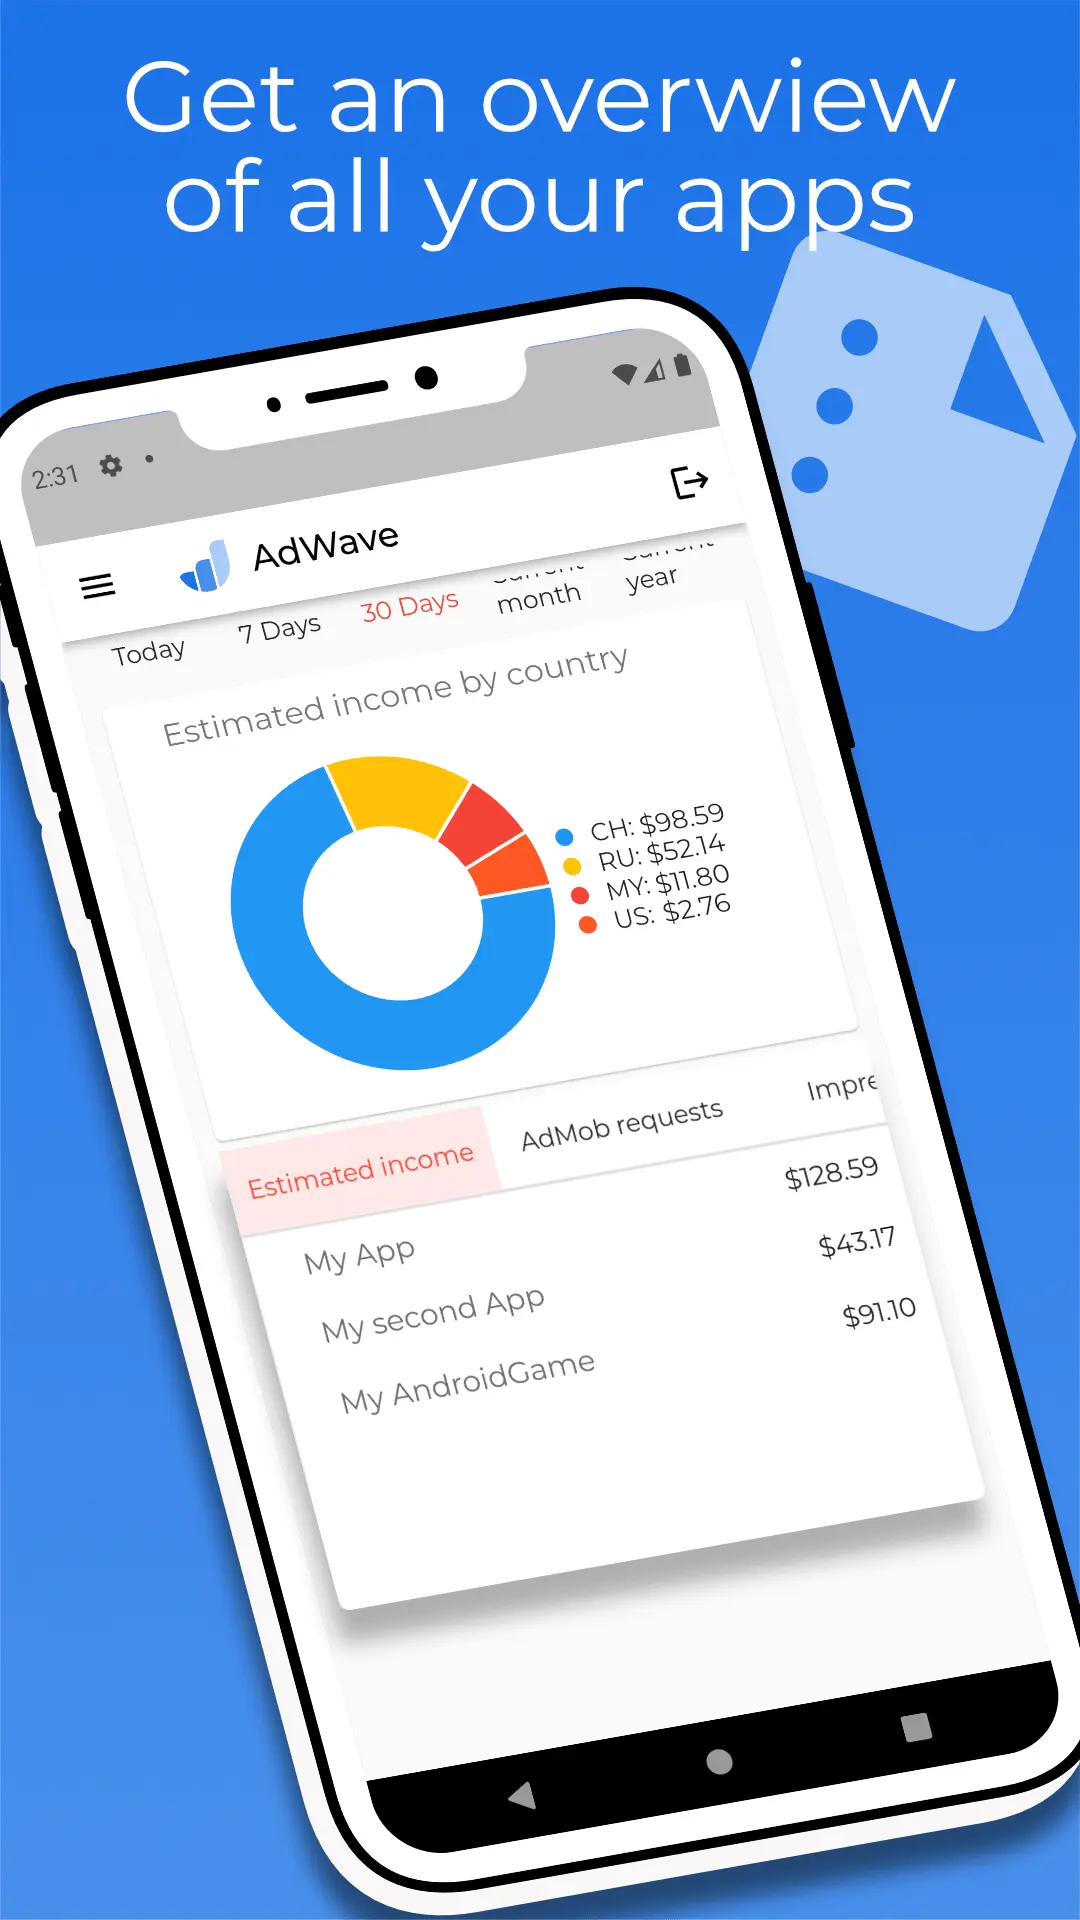 Get an overwiew
of all your apps
2:31
AdWave
Today
7 Days
30 Days
Current
month
Current
year
Estimated income by country
CH: $98.59
RU: $52.14
MY: $11.80
US: $2.76
Estimated income
AdMob requests
Impre
My App
$128.59
My second App
$43.17
My AndroidGame
$91.10